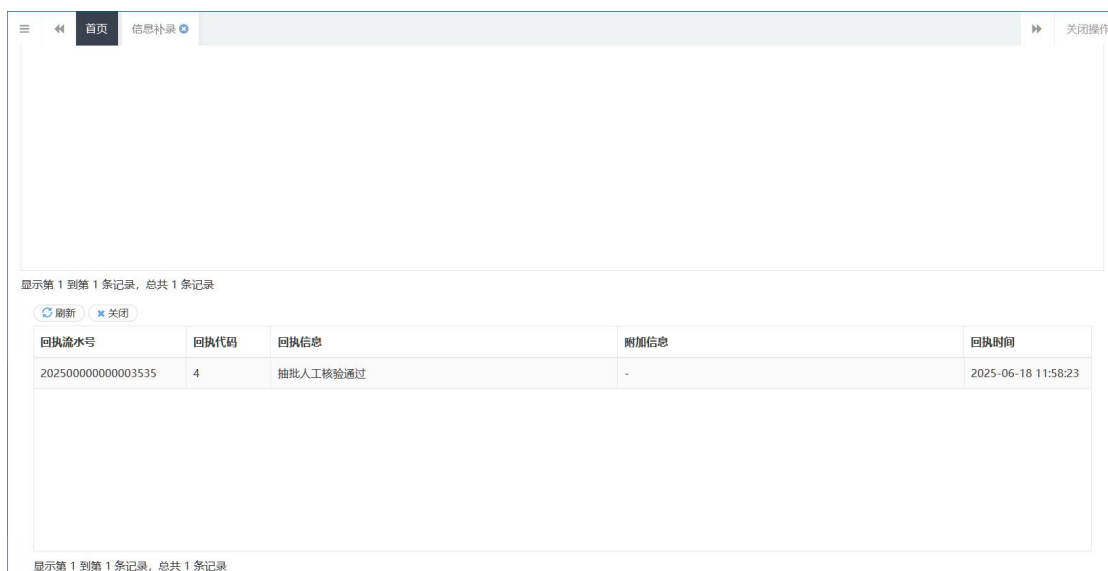 首页 信息补录 关闭操作
显示第 1 到第 1 条记录，总共 1 条记录
刷新 关闭
回执流水号 回执代码 回执信息 附加信息 回执时间
202500000000003535 4 抽批人工核验通过 - 2025-06-18 11:58:23
显示第 1 到第 1 条记录，总共 1 条记录